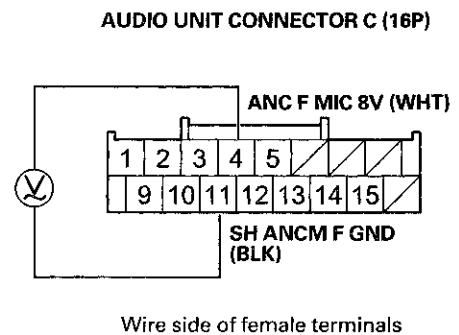 AUDIO UNIT CONNECTOR C (16P)
ANC F MIC 8V (WHT)
1 2 3 4 5
V
9 10 11 12 13 14 15
SH ANCM F GND
(BLK)
Wire side of female terminals